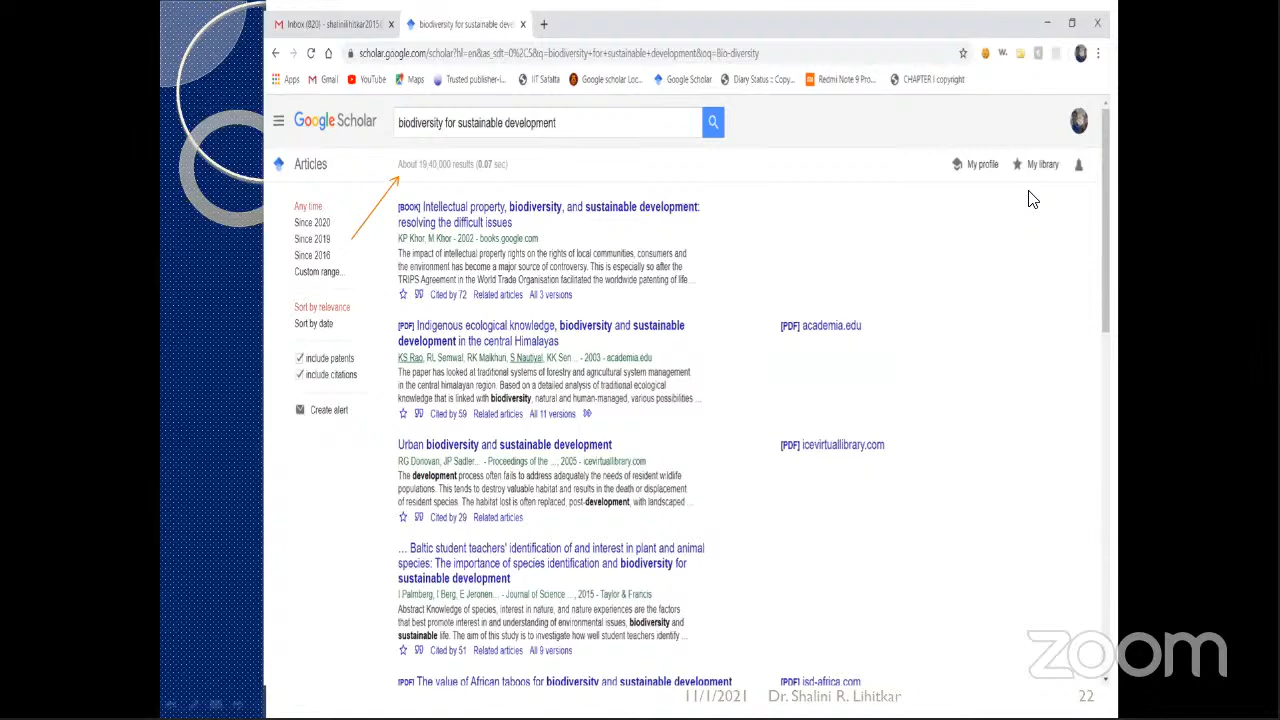 Inbox (820) - shalinilihitkar2015@
biodiversity for sustainable deve
scholar.google.com/scholar?hl=en&as_sdt=0%2C5&q=biodiversity+for+sustainable+development&oq=Bio-diversity
Apps Gmail YouTube Maps Trusted publisher-i... IIT Safalta Google scholar Loc... Google Scholar Diary Status :: Copy... Redmi Note 9 Pro... CHAPTER I copyright
Google Scholar
biodiversity for sustainable development
Articles
About 19,40,000 results (0.07 sec)
My profile
My library
Any time
Since 2020
Since 2019
Since 2016
Custom range...
Sort by relevance
Sort by date
include patents
include citations
Create alert
[BOOK] Intellectual property, biodiversity, and sustainable development:
resolving the difficult issues
KP Khor, M Khor - 2002 - books.google.com
The impact of intellectual property rights on the rights of local communities, consumers and
the environment has become a major source of controversy. This is especially so after the
TRIPS Agreement in the World Trade Organisation facilitated the worldwide patenting of life ...
Cited by 72 Related articles All 3 versions
[PDF] Indigenous ecological knowledge, biodiversity and sustainable
development in the central Himalayas
[PDF] academia.edu
KS Rao, RL Semwal, RK Maikhuri, S Nautiyal, KK Sen... - 2003 - academia.edu
The paper has looked at traditional systems of forestry and agricultural system management
in the central himalayan region. Based on a detailed analysis of traditional ecological
knowledge that is linked with biodiversity, natural and human-managed, various possibilities ...
Cited by 59 Related articles All 11 versions
Urban biodiversity and sustainable development
[PDF] icevirtuallibrary.com
RG Donovan, JP Sadler... - Proceedings of the ..., 2005 - icevirtuallibrary.com
The development process often fails to address adequately the needs of resident wildlife
populations. This tends to destroy valuable habitat and results in the death or displacement
of resident species. The habitat lost is often replaced, post-development, with landscaped ...
Cited by 29 Related articles
... Baltic student teachers' identification of and interest in plant and animal
species: The importance of species identification and biodiversity for
sustainable development
I Palmberg, I Berg, E Jeronen... - Journal of Science ..., 2015 - Taylor & Francis
Abstract Knowledge of species, interest in nature, and nature experiences are the factors
that best promote interest in and understanding of environmental issues, biodiversity and
sustainable life. The aim of this study is to investigate how well student teachers identify ...
Cited by 51 Related articles All 9 versions
[PDF] The value of African taboos for biodiversity and sustainable development
[PDF] isd-africa.com
zoom
11/1/2021 Dr. Shalini R. Lihitkar 22